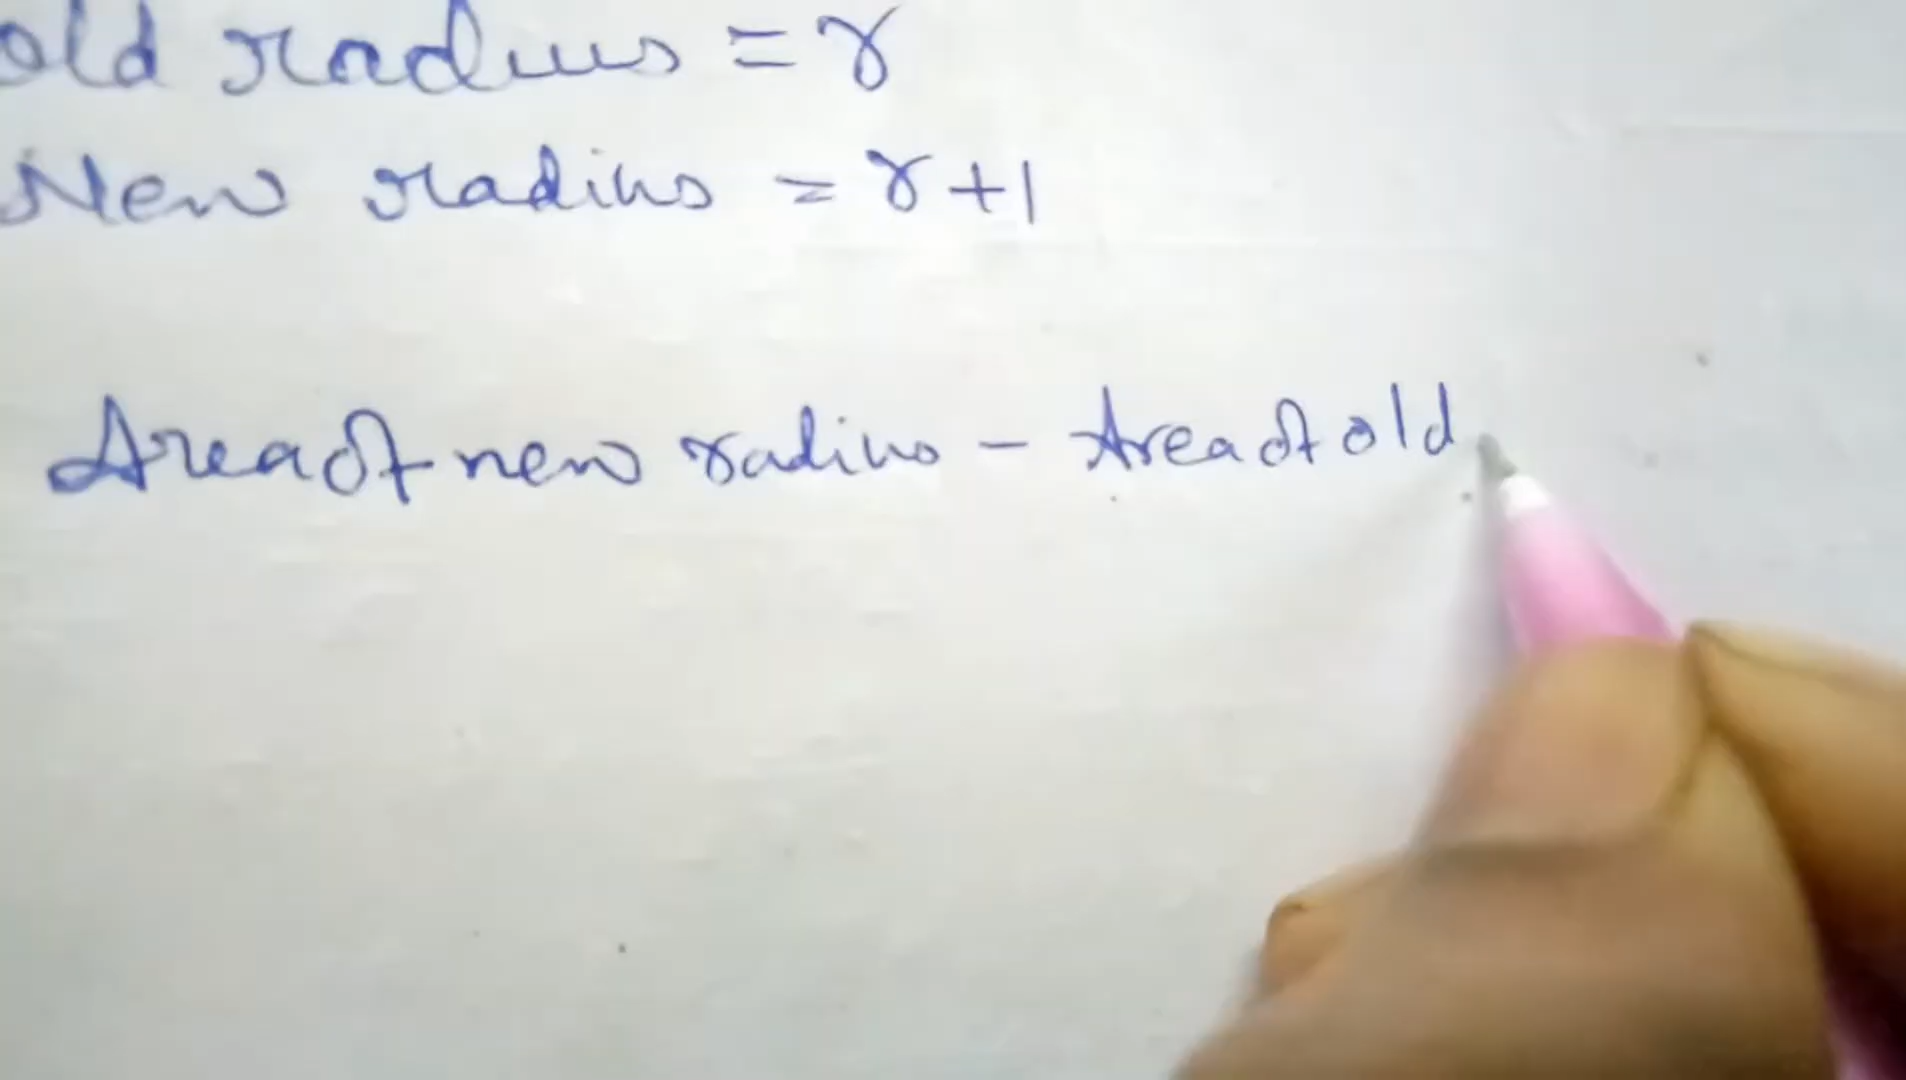 old radius = r
New radius = r+1
Area of new radius - Area of old